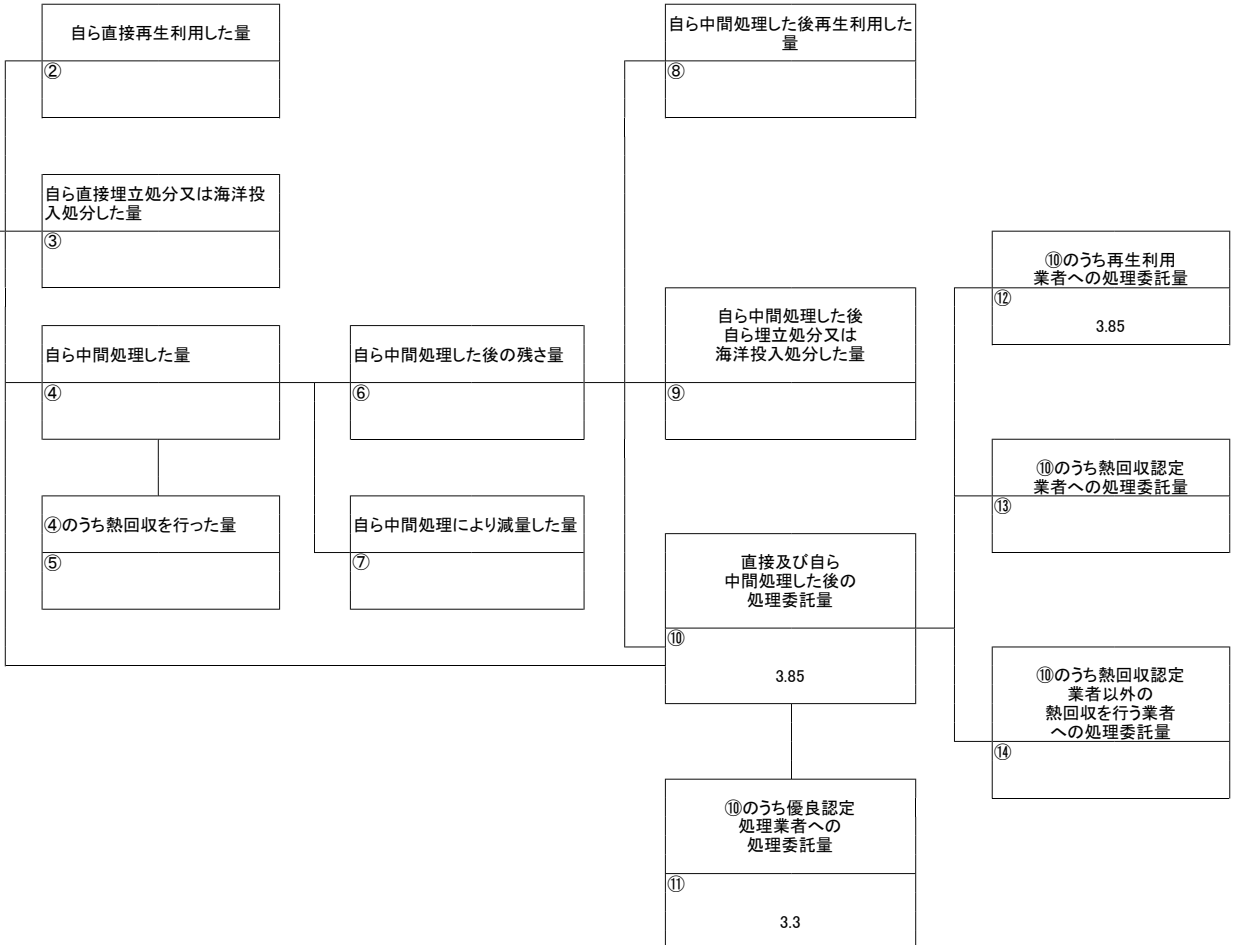 自ら直接再生利用した量
②
自ら中間処理した後再生利用した
量
⑧
自ら直接埋立処分又は海洋投
入処分した量
③
自ら中間処理した量
④
④のうち熱回収を行った量
⑤
自ら中間処理した後の残さ量
⑥
自ら中間処理により減量した量
⑦
自ら中間処理した後
自ら埋立処分又は
海洋投入処分した量
⑨
直接及び自ら
中間処理した後の
処理委託量
⑩
3.85
⑩のうち優良認定
処理業者への
処理委託量
⑪
3.3
⑩のうち再生利用
業者への処理委託量
⑫
3.85
⑩のうち熱回収認定
業者への処理委託量
⑬
⑩のうち熱回収認定
業者以外の
熱回収を行う業者
への処理委託量
⑭